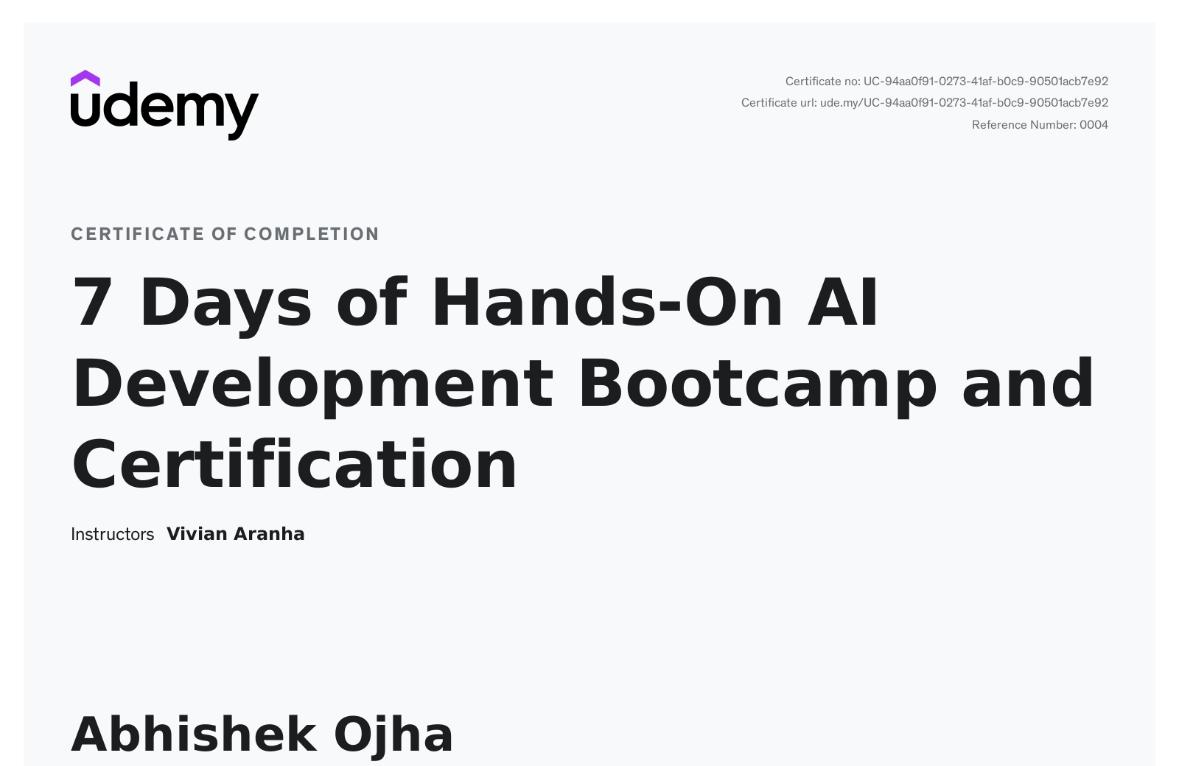 udemy
Certificate no: UC-94aa0f91-0273-41af-b0c9-90501acb7e92
Certificate url: ude.my/UC-94aa0f91-0273-41af-b0c9-90501acb7e92
Reference Number: 0004
CERTIFICATE OF COMPLETION
7 Days of Hands-On AI
Development Bootcamp and
Certification
Instructors Vivian Aranha
Abhishek Ojha